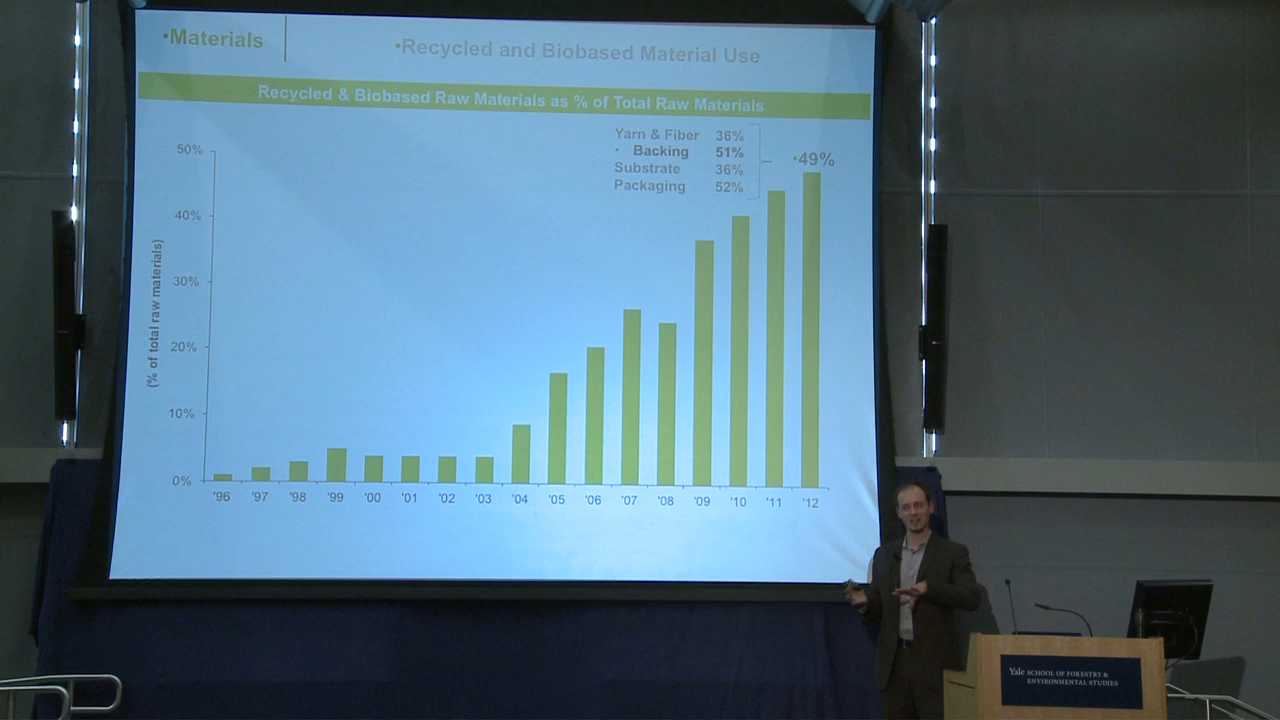 •Materials
•Recycled and Biobased Material Use
Recycled & Biobased Raw Materials as % of Total Raw Materials
Yarn & Fiber 36%
• Backing 51%
Substrate 36%
Packaging 52%
•49%
50%
40%
30%
20%
10%
0%
(% of total raw materials)
'96 '97 '98 '99 '00 '01 '02 '03 '04 '05 '06 '07 '08 '09 '10 '11 '12
Yale SCHOOL OF FORESTRY &
ENVIRONMENTAL STUDIES